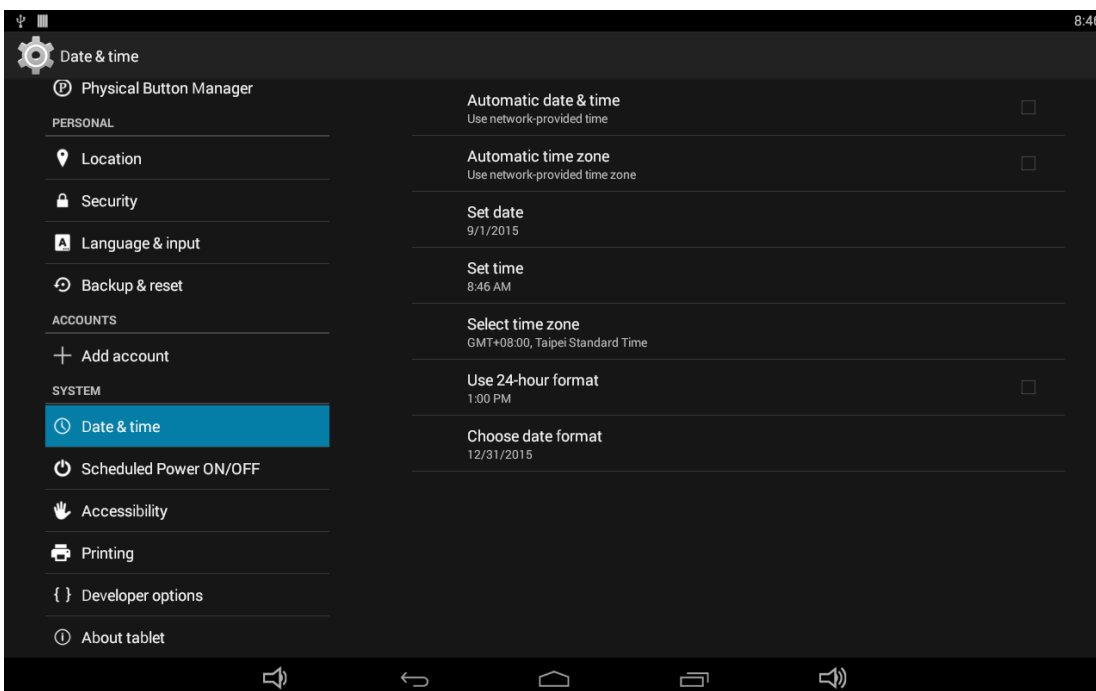 8:46
Date & time
Physical Button Manager
PERSONAL
Location
Security
Language & input
Backup & reset
ACCOUNTS
Add account
SYSTEM
Date & time
Scheduled Power ON/OFF
Accessibility
Printing
{ } Developer options
About tablet
Automatic date & time
Use network-provided time
Automatic time zone
Use network-provided time zone
Set date
9/1/2015
Set time
8:46 AM
Select time zone
GMT+08:00, Taipei Standard Time
Use 24-hour format
1:00 PM
Choose date format
12/31/2015